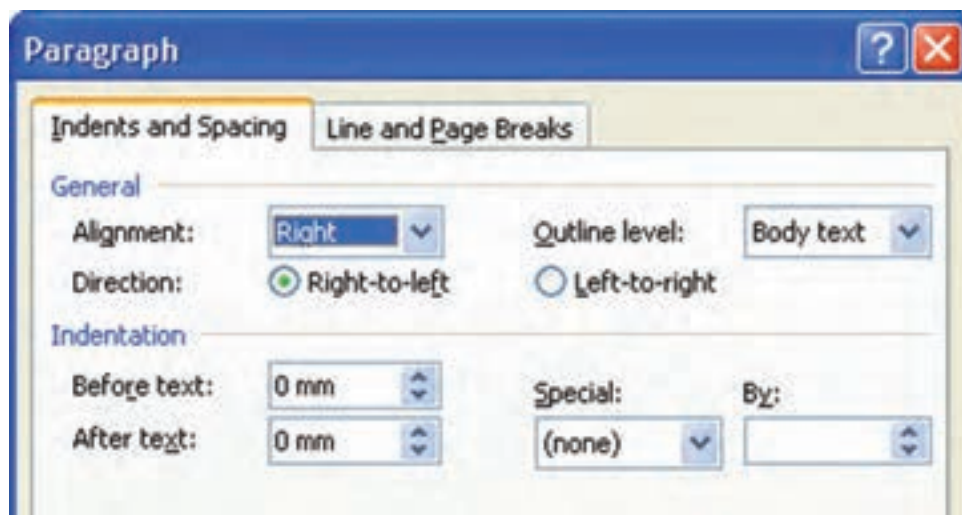 Paragraph
Indents and Spacing Line and Page Breaks
General
Alignment: Right Outline level: Body text
Direction: Right-to-left Left-to-right
Indentation
Before text: 0 mm Special: By:
After text: 0 mm (none)